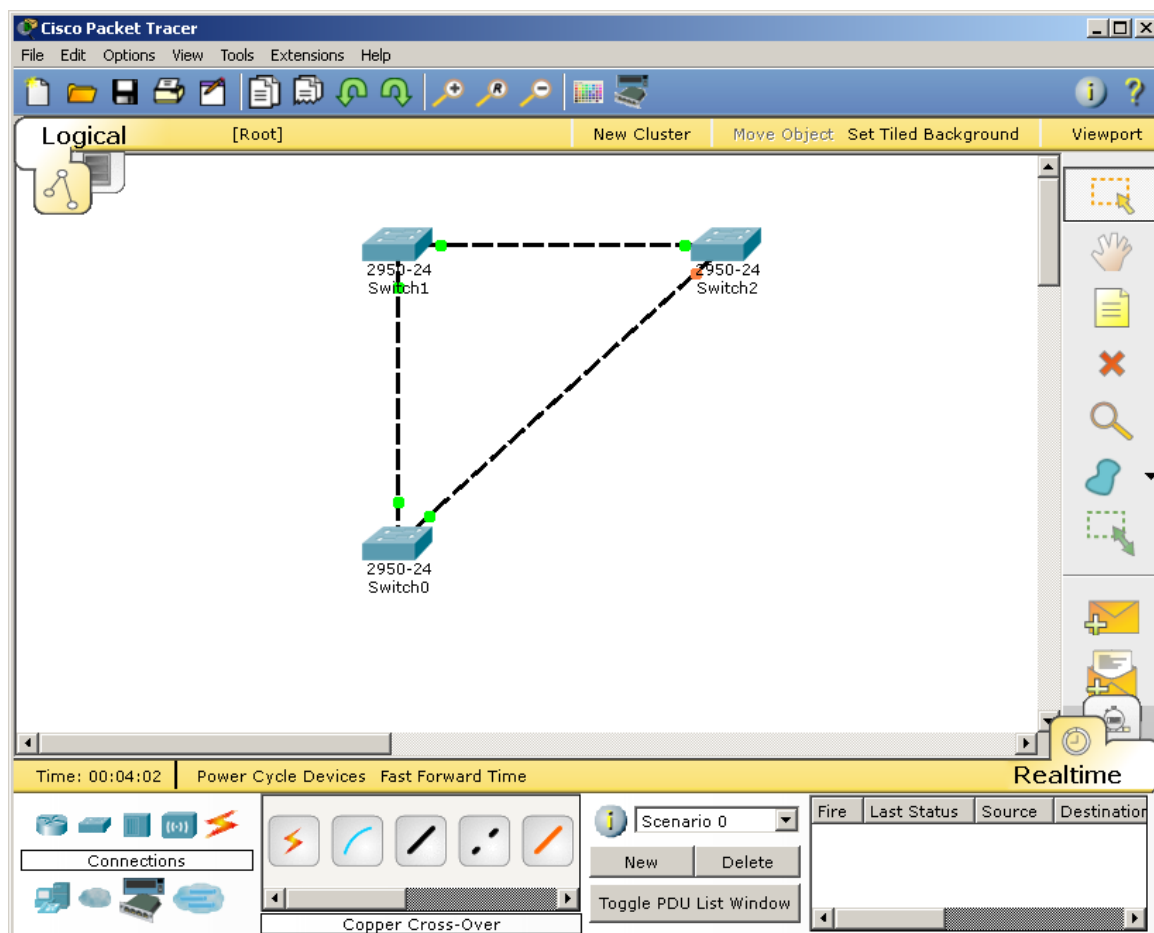 Cisco Packet Tracer
File Edit Options View Tools Extensions Help
Logical [Root] New Cluster Move Object Set Tiled Background Viewport
2950-24
Switch1
2950-24
Switch2
2950-24
Switch0
Time: 00:04:02 Power Cycle Devices Fast Forward Time Realtime
Connections
Copper Cross-Over
Scenario 0
New Delete
Toggle PDU List Window
Fire Last Status Source Destination